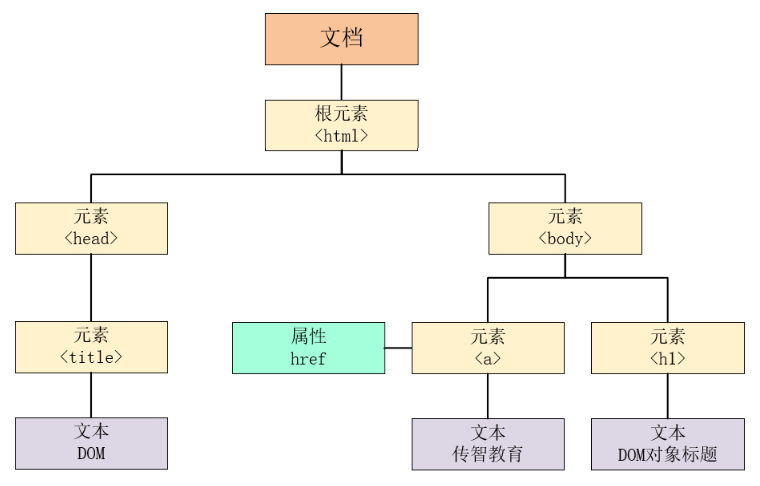 文档
根元素
<html>
元素
<head>
元素
<body>
元素
<title>
属性
href
元素
<a>
元素
<h1>
文本
DOM
文本
传智教育
文本
DOM对象标题